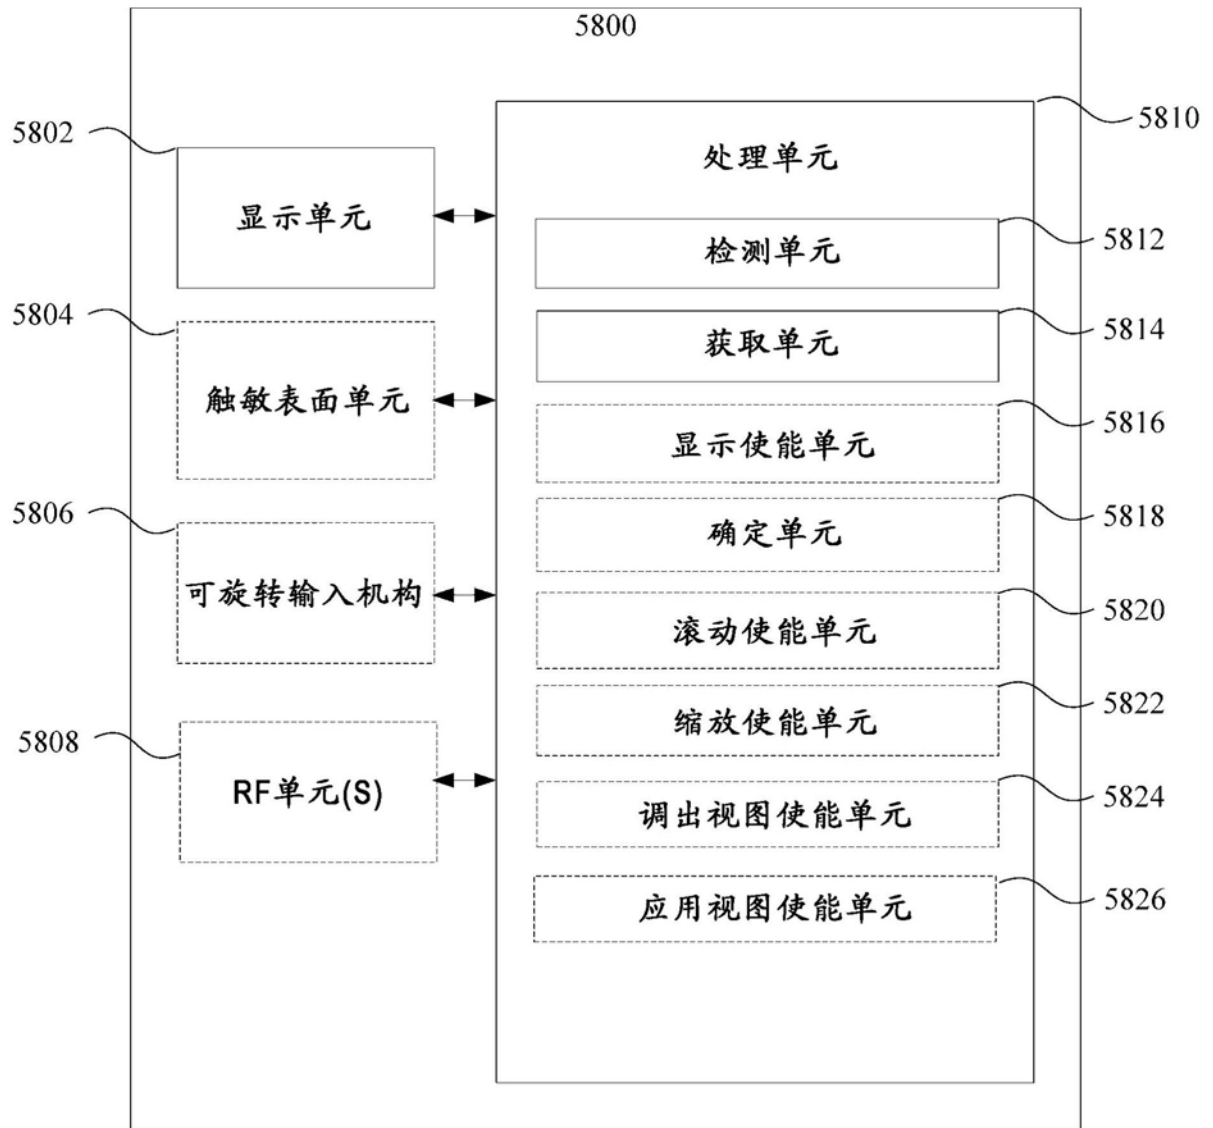 5800
5802
显示单元
5804
触敏表面单元
5806
可旋转输入机构
5808
RF单元(S)
5810
处理单元
检测单元
5812
获取单元
5814
显示使能单元
5816
确定单元
5818
滚动使能单元
5820
缩放使能单元
5822
调出视图使能单元
5824
应用视图使能单元
5826